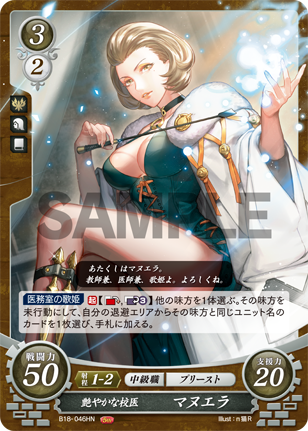 3
2
SAMPLE
あたくしはマヌエラ。
教師兼、医師兼、歌姫よ。よろしくね。
医務室の歌姫 起 【 、 3】 他の味方を1体選ぶ。その味方を
未行動にして、自分の退避エリアからその味方と同じユニット名の
カードを1枚選び、手札に加える。
戦闘力
50
射程 1-2 中級職 プリースト
支援力
20
艶やかな校医 マヌエラ
B18-046HN
Illust:n猫R